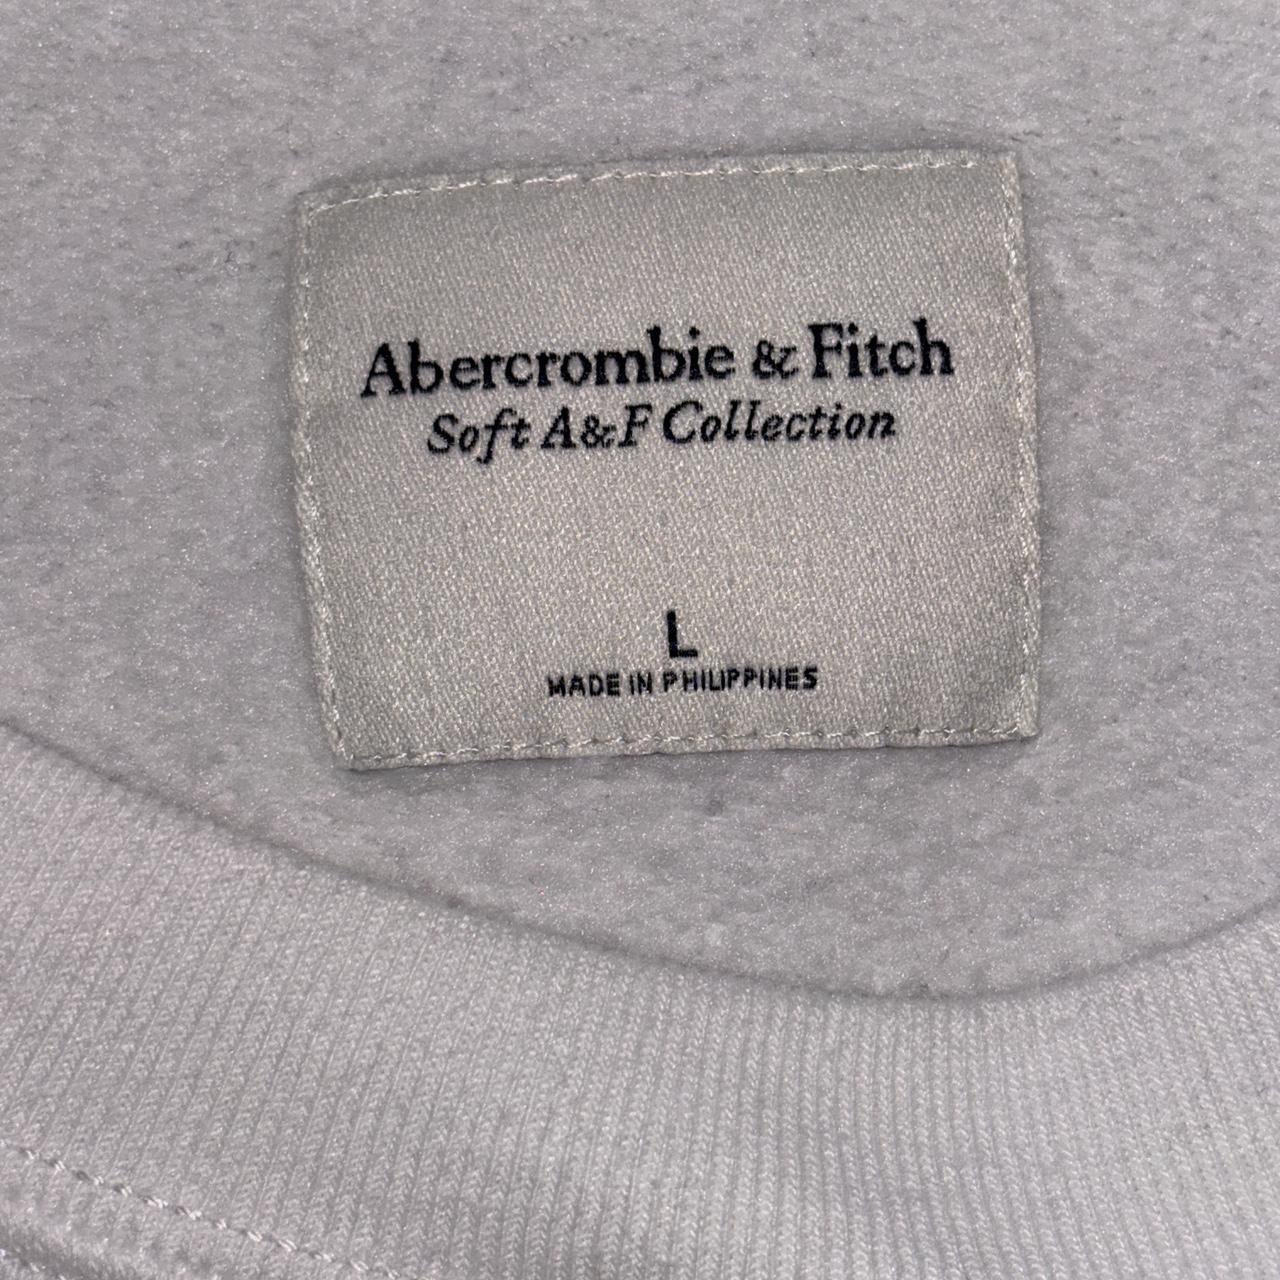 Abercrombie & Fitch
Soft A&F Collection
L
MADE IN PHILIPPINES